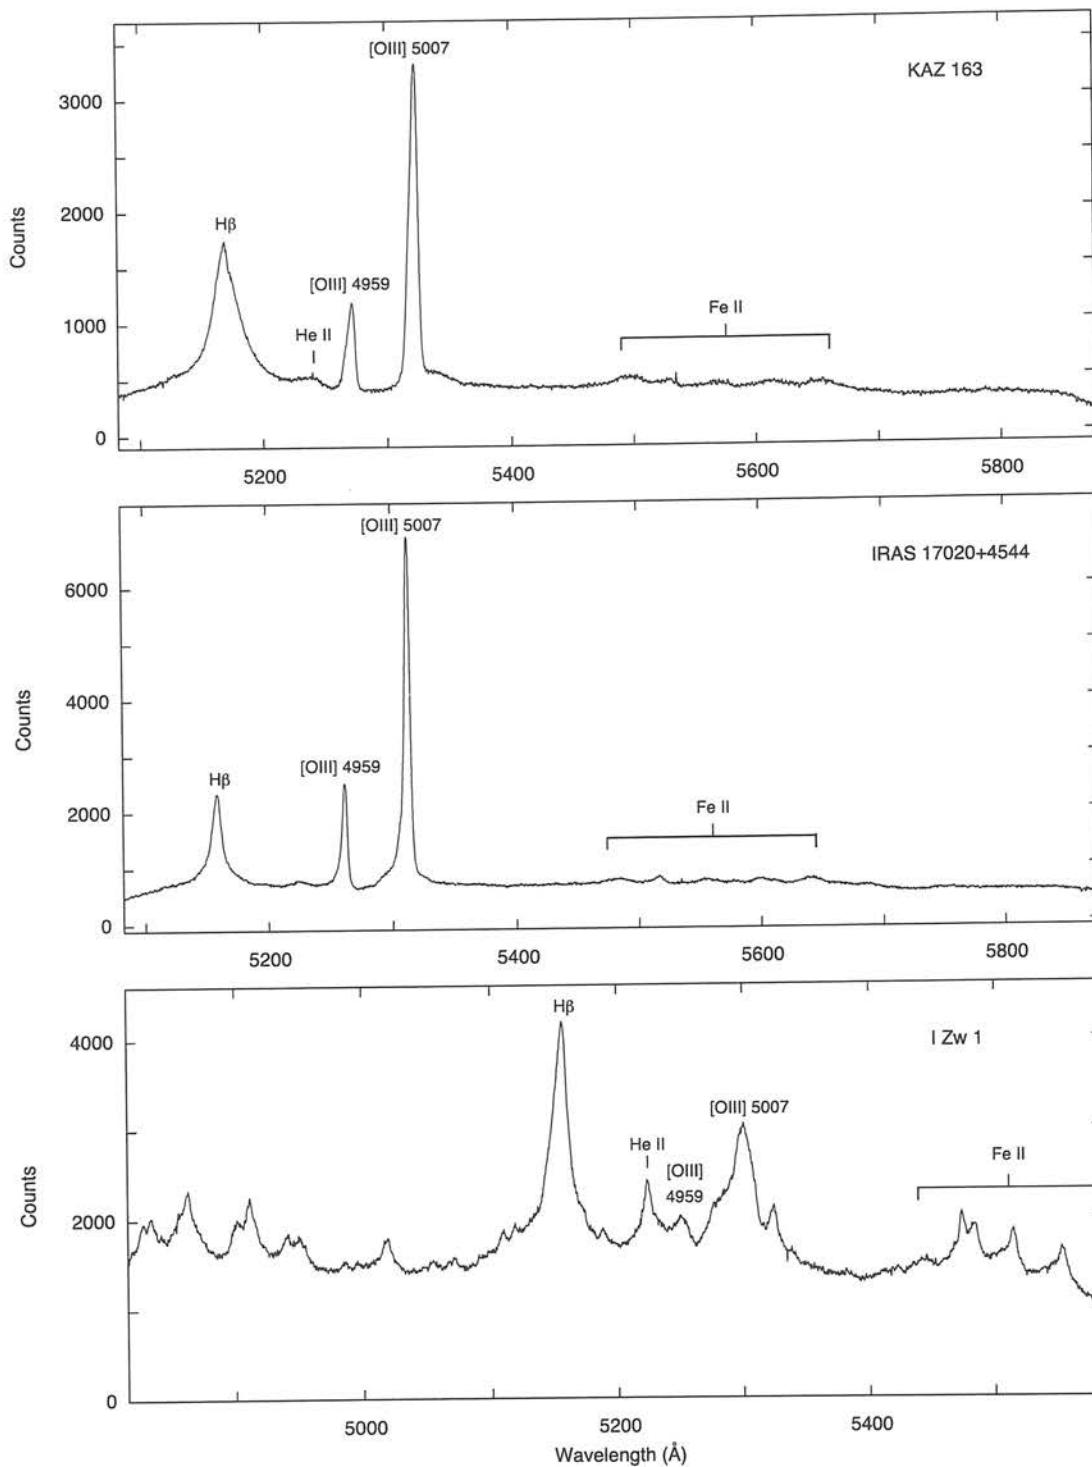 [OIII] 5007
KAZ 163
3000
Hβ
2000
[OIII] 4959
He II
Fe II
1000
0
Counts
5200
5400
5600
5800
[OIII] 5007
IRAS 17020+4544
6000
4000
[OIII] 4959
Hβ
Fe II
2000
0
Counts
5200
5400
5600
5800
Hβ
I Zw 1
4000
[OIII] 5007
He II
[OIII]
4959
Fe II
2000
0
Counts
5000
5200
5400
Wavelength (Å)